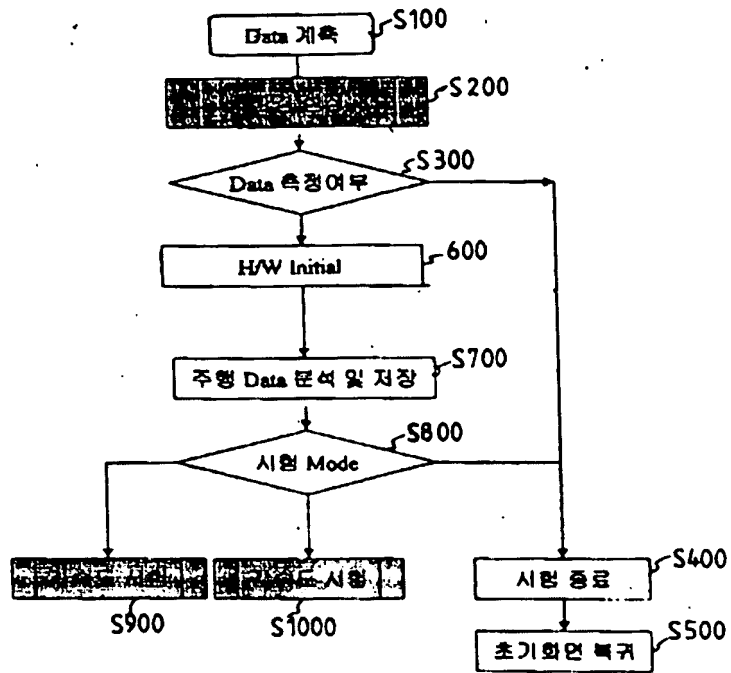 Data 계측
S100
S200
Data 측정여부
S300
H/W Initial
600
주행 Data 분석 및 저장
S700
시험 Mode
S800
S900
시험
S1000
시험 종료
S400
초기화면 복귀
S500